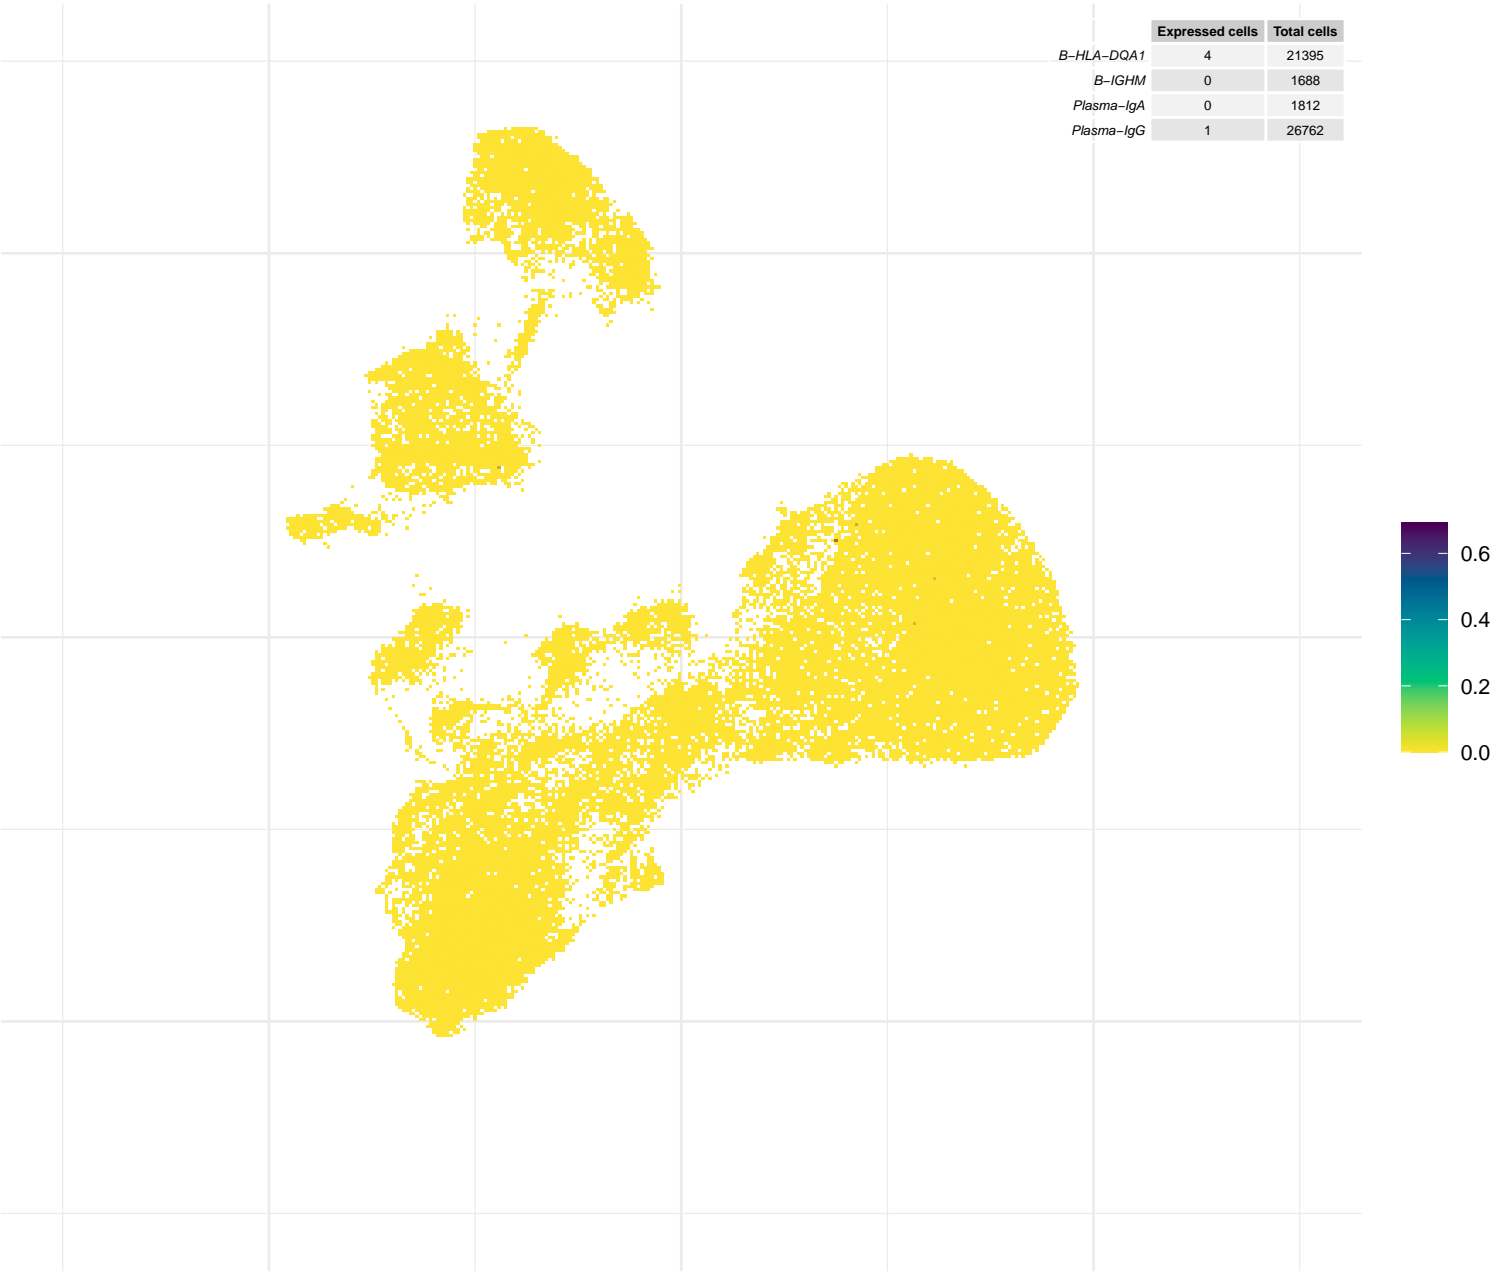 Expressed cells Total cells
B−HLA−DQA1 4 21395
B−IGHM 0 1688
Plasma−IgA 0 1812
Plasma−IgG 1 26762
0.6
0.4
0.2
0.0